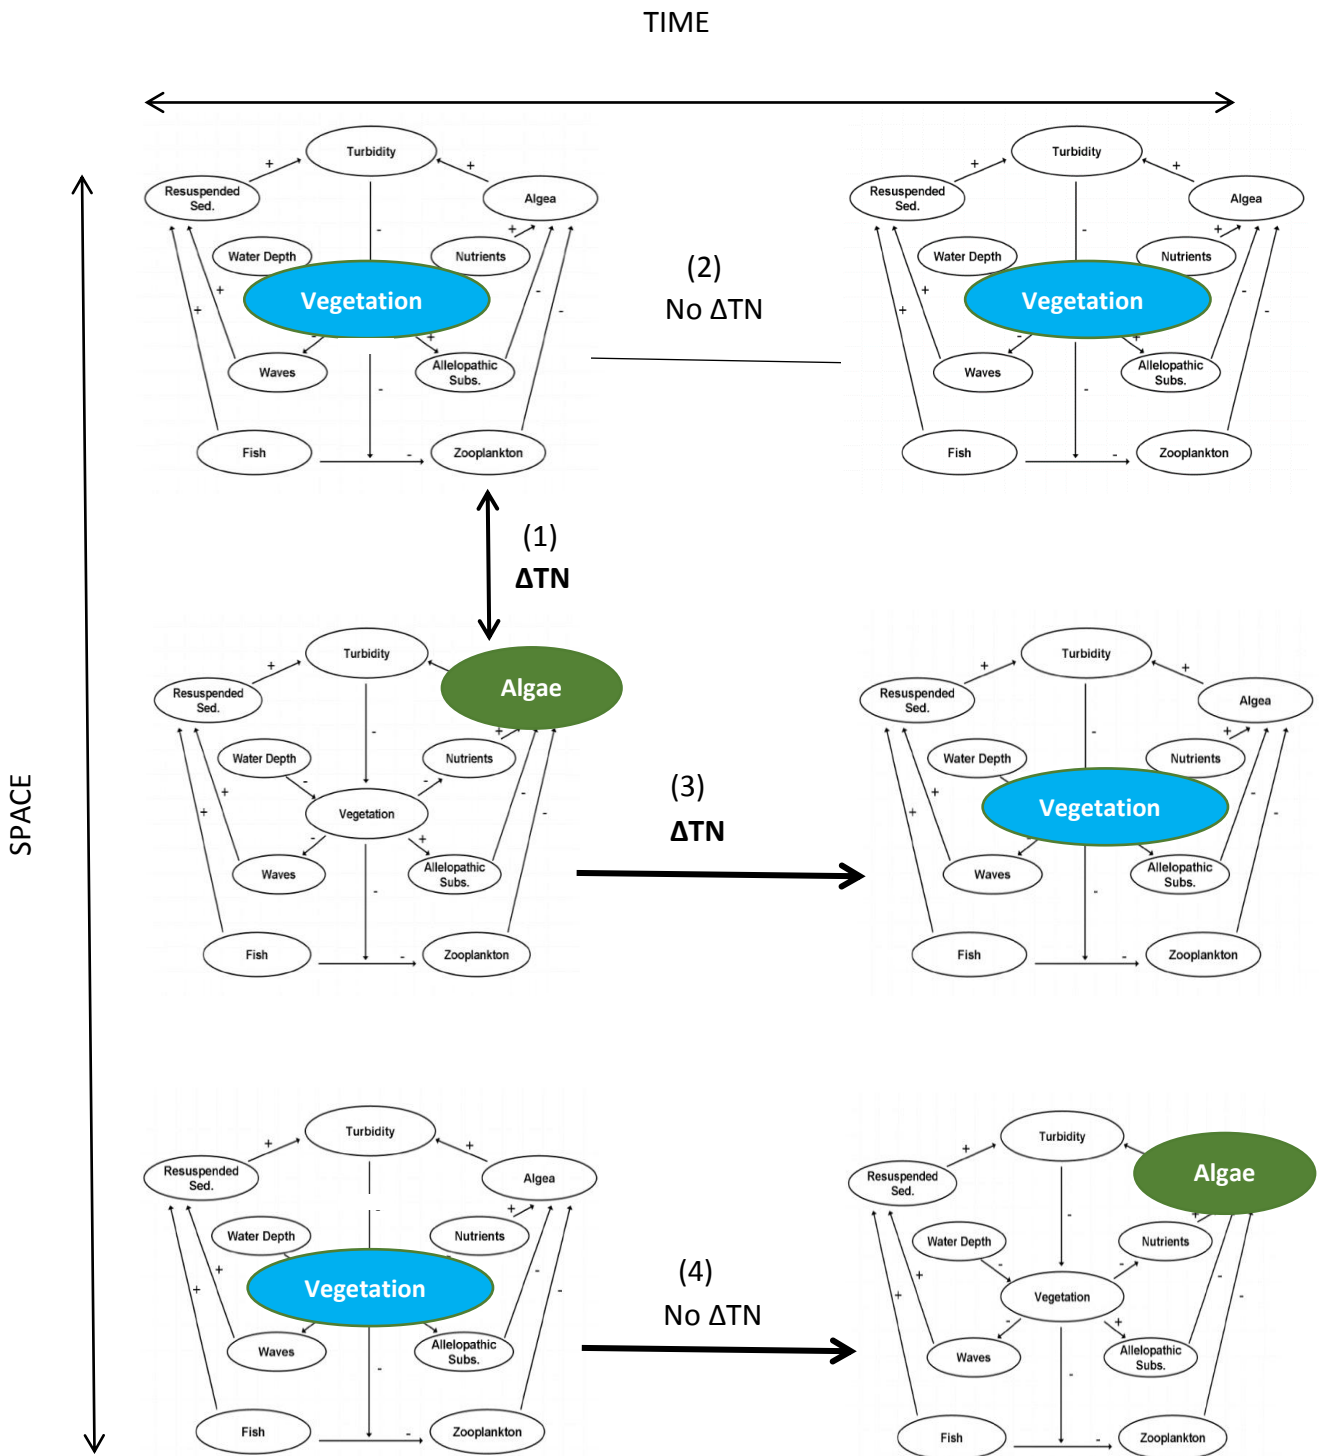 TIME
SPACE
Turbidity
+
+
Resuspended
Sed.
Algea
-
+
Water Depth
Nutrients
Vegetation
+
+
-
-
-
+
Waves
Allelopathic
Subs.
-
Fish
-
Zooplankton
(2)
No ΔTN
Turbidity
+
+
Resuspended
Sed.
Algea
-
+
Water Depth
Nutrients
Vegetation
+
+
-
-
-
+
Waves
Allelopathic
Subs.
-
Fish
-
Zooplankton
(1)
ΔTN
Turbidity
+
Algae
Resuspended
Sed.
-
+
Water Depth
Nutrients
-
-
Vegetation
+
+
-
-
-
+
Waves
Allelopathic
Subs.
-
Fish
-
Zooplankton
(3)
ΔTN
Turbidity
+
+
Resuspended
Sed.
Algea
-
+
Water Depth
Nutrients
Vegetation
+
+
-
-
-
Waves
Allelopathic
Subs.
-
Fish
-
Zooplankton
Turbidity
+
+
Resuspended
Sed.
Algea
-
+
Water Depth
Nutrients
Vegetation
+
+
-
-
Waves
Allelopathic
Subs.
-
Fish
-
Zooplankton
(4)
No ΔTN
Turbidity
+
Algae
Resuspended
Sed.
-
+
Water Depth
Nutrients
-
-
Vegetation
+
+
-
-
-
+
Waves
Allelopathic
Subs.
-
Fish
-
Zooplankton